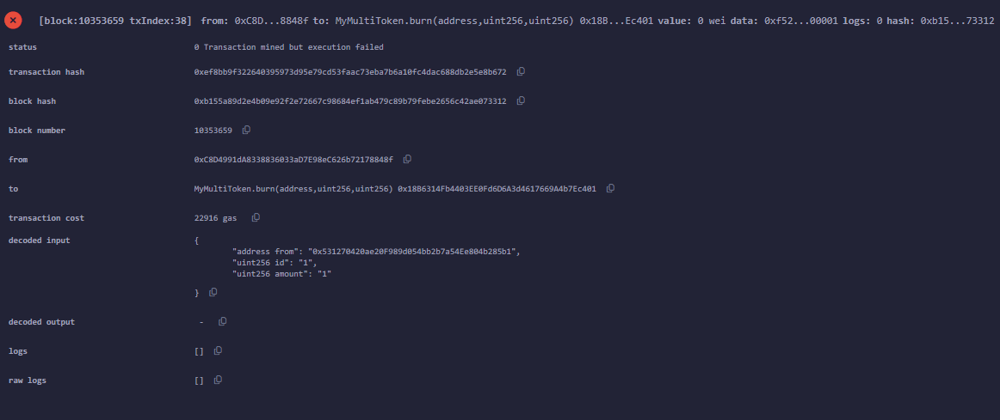 [block:10353659 txIndex:38] from: 0xC8D...8848f to: MyMultiToken.burn(address,uint256,uint256) 0x18B...Ec401 value: 0 wei data: 0xf52...00001 logs: 0 hash: 0xb15...73312
status 0 Transaction mined but execution failed
transaction hash 0xef8bb9f322640395973d95e79cd53faac73eba7b6a10fc4dac688db2e5e8b672
block hash 0xb155a89d2e4b09e92f2e72667c98684ef1ab479c89b79febe2656c42ae073312
block number 10353659
from 0xC8D4991dA8338836033aD7E98eC626b72178848f
to MyMultiToken.burn(address,uint256,uint256) 0x18B6314Fb4403EE0Fd6D6A3d4617669A4b7Ec401
transaction cost 22916 gas
decoded input {
"address from": "0x531270420ae20F989d054bb2b7a54Ee804b285b1",
"uint256 id": "1",
"uint256 amount": "1"
}
decoded output -
logs []
raw logs []